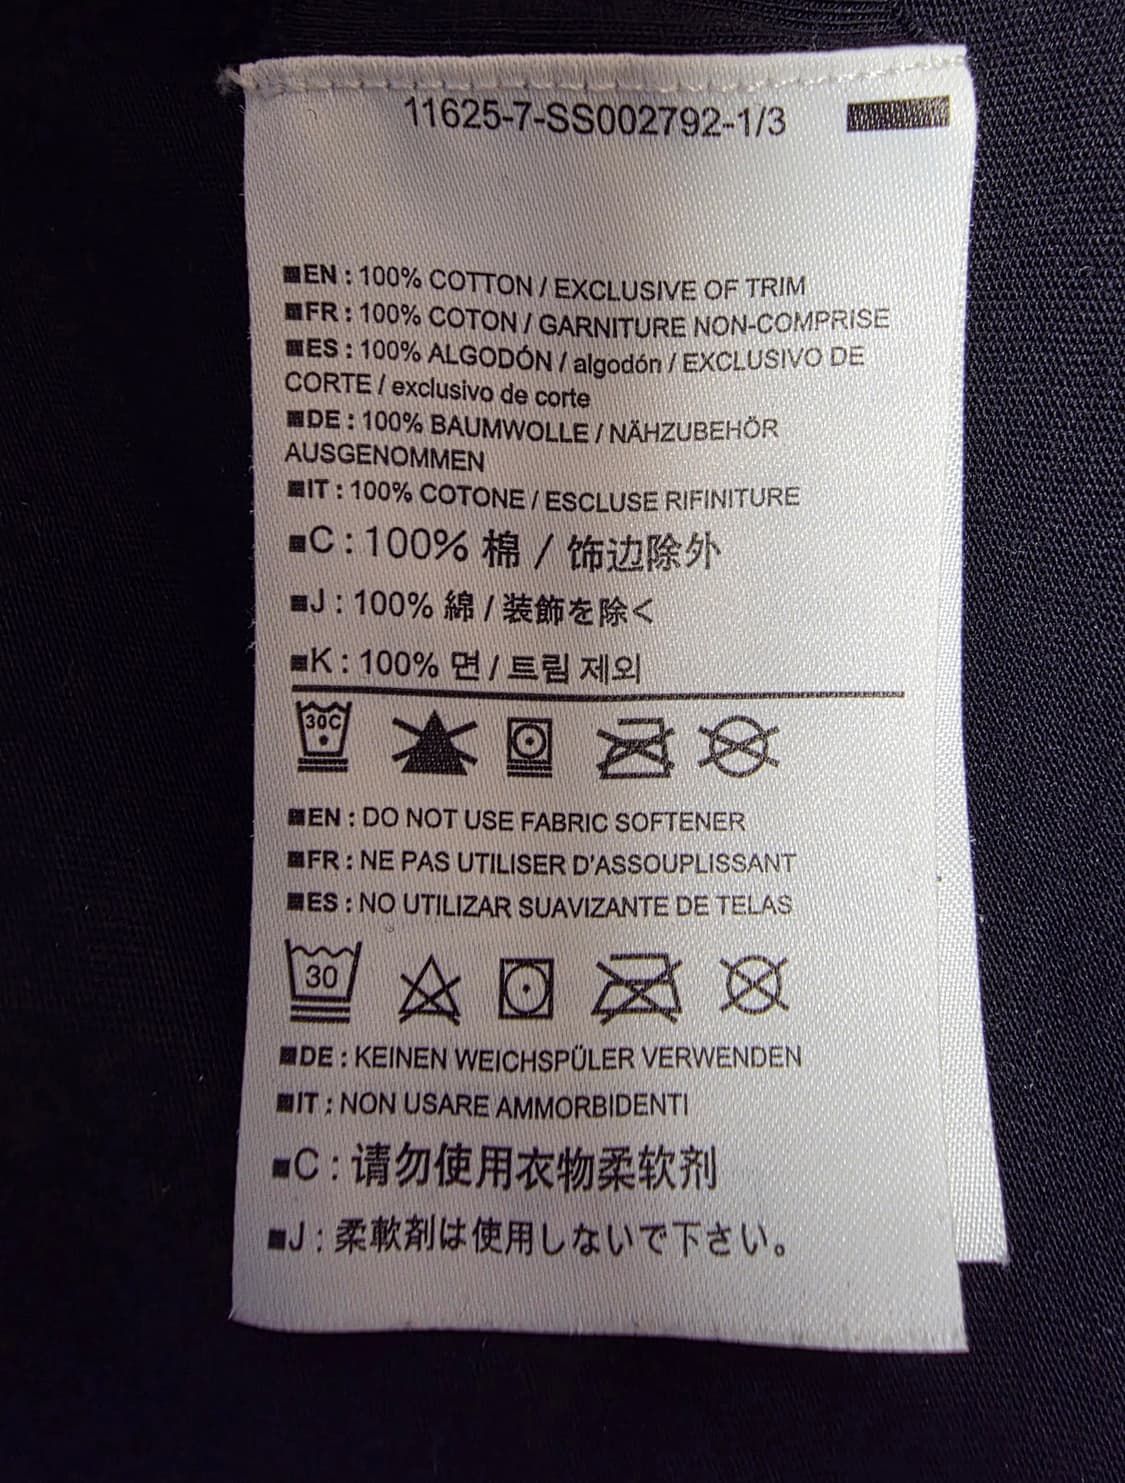 11625-7-SS002792-1/3
EN : 100% COTTON / EXCLUSIVE OF TRIM
FR : 100% COTON / GARNITURE NON-COMPRISE
ES : 100% ALGODÓN / algodón / EXCLUSIVO DE
CORTE / exclusivo de corte
DE : 100% BAUMWOLLE / NÄHZUBEHÖR
AUSGENOMMEN
IT : 100% COTONE / ESCLUSE RIFINITURE
C : 100% 棉 / 饰边除外
J : 100% 綿 / 装飾を除く
K : 100% 면 / 트림 제외
30C
EN : DO NOT USE FABRIC SOFTENER
FR : NE PAS UTILISER D'ASSOUPLISSANT
ES : NO UTILIZAR SUAVIZANTE DE TELAS
30
DE : KEINEN WEICHSPÜLER VERWENDEN
IT : NON USARE AMMORBIDENTI
C : 请勿使用衣物柔软剂
J : 柔軟剤は使用しないで下さい。